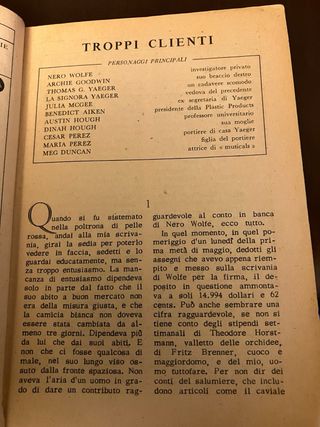 TROPPI CLIENTI
PERSONAGGI PRINCIPALI
NERO WOLFE investigatore privato
ARCHIE GOODWIN suo braccio destro
THOMAS G. YAEGER un cadavere scomodo
LA SIGNORA YAEGER vedova del precedente
JULIA MCGEE ex segretaria di Yaeger
BENEDICT AIKEN presidente della Plastic Products
AUSTIN HOUGH professore universitario
DINAH HOUGH sua moglie
CESAR PEREZ portiere di casa Yaeger
MARIA PEREZ figlia del portiere
MEG DUNCAN attrice di « musicals »
1
Quando si fu sistemato
nella poltrona di pelle
rossa, andai alla mia scriva-
nia, girai la sedia per poterlo
vedere in faccia, sedetti e lo
guardai educatamente, ma sen-
za troppo entusiasmo. La man-
canza di entusiasmo dipendeva
solo in parte dal fatto che il
suo abito a buon mercato non
era della misura giusta, e che
la camicia bianca non doveva
essere stata cambiata da al-
meno tre giorni. Dipendeva più
da lui che dai suoi abiti. E
non che ci fosse qualcosa di
male, nel suo lungo viso ossu-
to dalla fronte spaziosa. Non
aveva l'aria d'un uomo in gra-
do di dare un contributo rag-
guardevole al conto in banca
di Nero Wolfe, ecco tutto.
In quel momento, in quel po-
meriggio d'un lunedì della pri-
ma metà di maggio, dedotti gli
assegni che avevo appena riem-
pito e messo sulla scrivania
di Wolfe per la firma, il de-
posito in questione ammonta-
va a soli 14.994 dollari e 62
cents. Può anche sembrare una
cifra ragguardevole, se non si
tiene conto degli stipendi set-
timanali di Theodore Horst-
mann, valletto delle orchidee,
di Fritz Brenner, cuoco e
maggiordomo, e del mio, uo-
mo tuttofare. Per non dir dei
conti del salumiere, che inclu-
dono articoli come il caviale